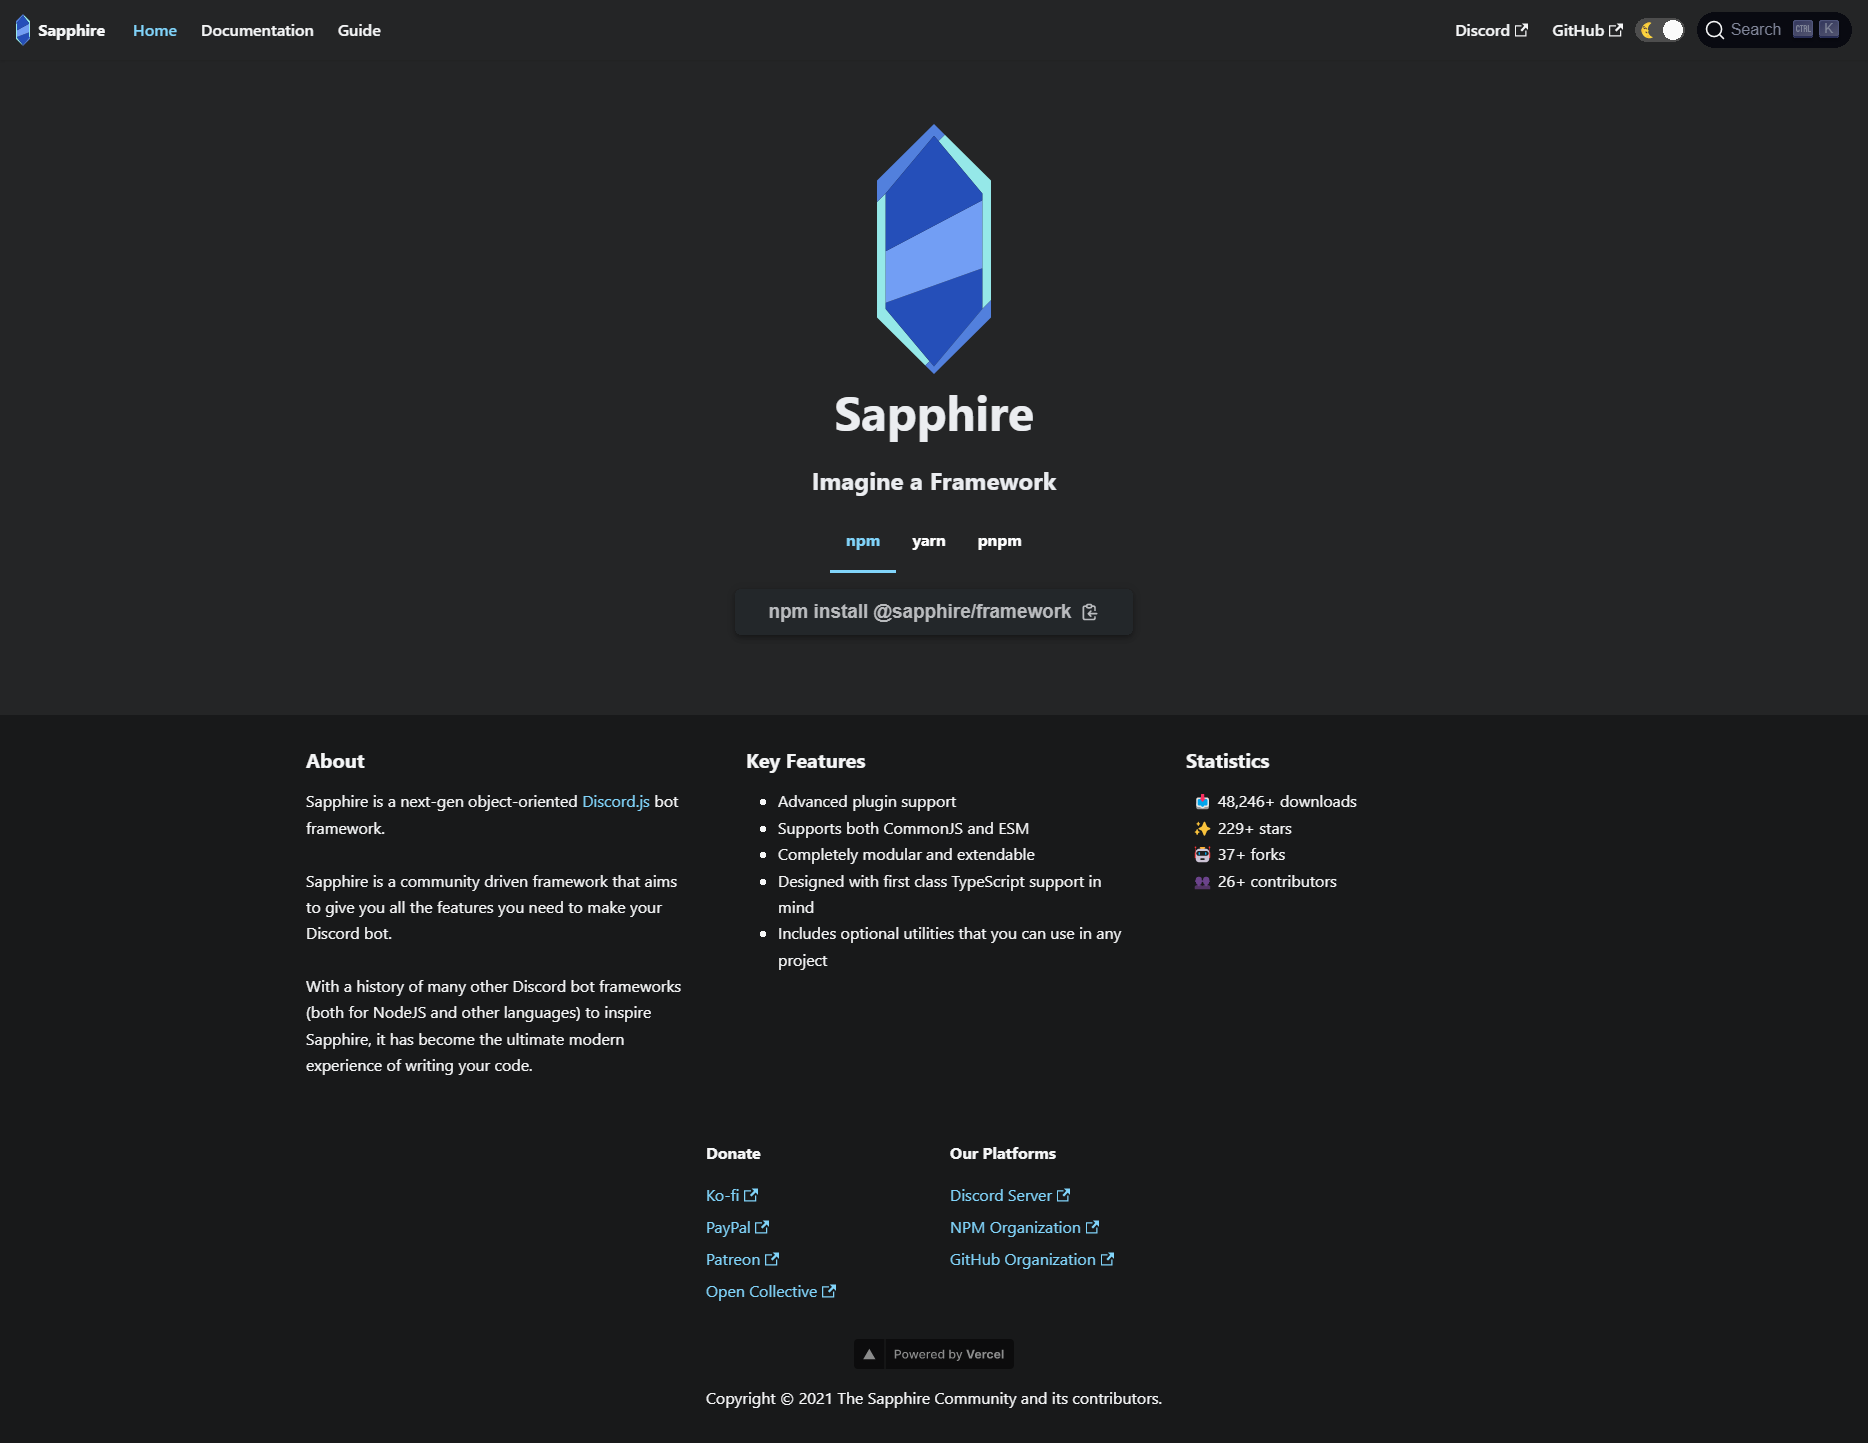 Sapphire Home Documentation Guide Discord GitHub Search CTRL K
Sapphire
Imagine a Framework
npm yarn pnpm
npm install @sapphire/framework
About
Sapphire is a next-gen object-oriented Discord.js bot
framework.
Sapphire is a community driven framework that aims
to give you all the features you need to make your
Discord bot.
With a history of many other Discord bot frameworks
(both for NodeJS and other languages) to inspire
Sapphire, it has become the ultimate modern
experience of writing your code.
Key Features
Advanced plugin support
Supports both CommonJS and ESM
Completely modular and extendable
Designed with first class TypeScript support in
mind
Includes optional utilities that you can use in any
project
Statistics
48,246+ downloads
229+ stars
37+ forks
26+ contributors
Donate
Ko-fi
PayPal
Patreon
Open Collective
Our Platforms
Discord Server
NPM Organization
GitHub Organization
Powered by Vercel
Copyright © 2021 The Sapphire Community and its contributors.